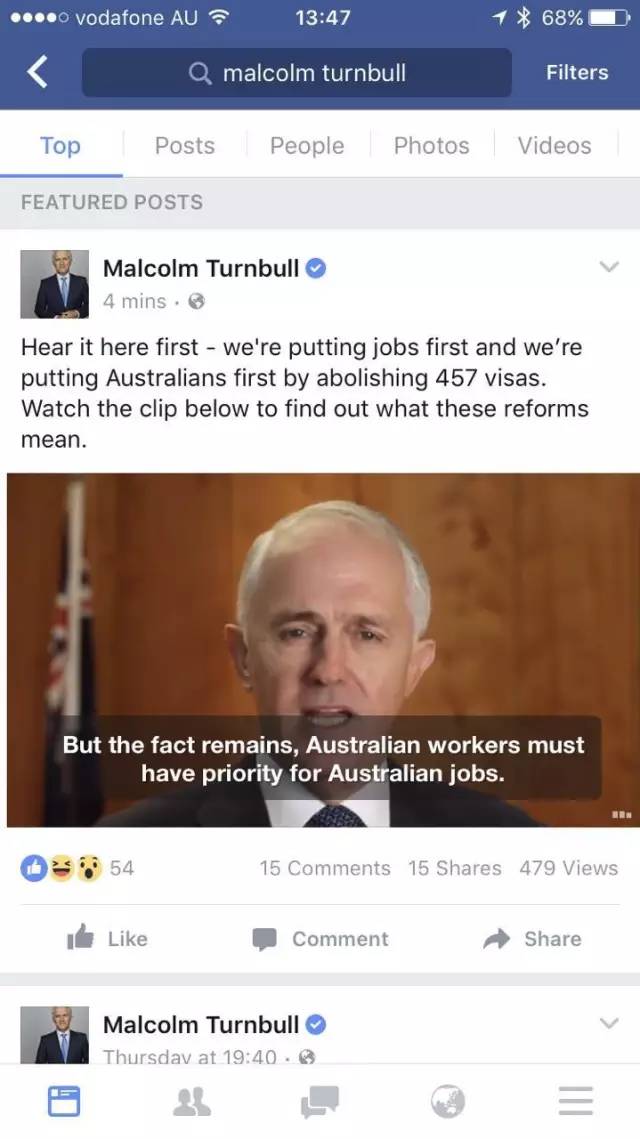 vodafone AU 13:47 68%
malcolm turnbull Filters
Top Posts People Photos Videos
FEATURED POSTS
Malcolm Turnbull
4 mins ·
Hear it here first - we're putting jobs first and we’re
putting Australians first by abolishing 457 visas.
Watch the clip below to find out what these reforms
mean.
But the fact remains, Australian workers must
have priority for Australian jobs.
54 15 Comments 15 Shares 479 Views
Like Comment Share
Malcolm Turnbull
Thursday at 19:40 ·